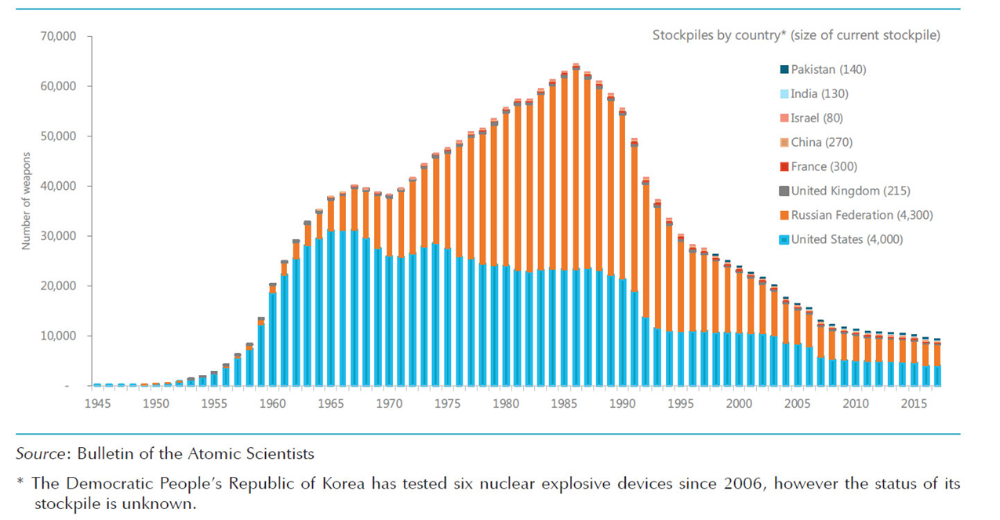 Stockpiles by country* (size of current stockpile)
70,000
60,000
50,000
40,000
30,000
20,000
10,000
-
Number of weapons
Pakistan (140)
India (130)
Israel (80)
China (270)
France (300)
United Kingdom (215)
Russian Federation (4,300)
United States (4,000)
1945 1950 1955 1960 1965 1970 1975 1980 1985 1990 1995 2000 2005 2010 2015
Source: Bulletin of the Atomic Scientists
* The Democratic People’s Republic of Korea has tested six nuclear explosive devices since 2006, however the status of its
stockpile is unknown.